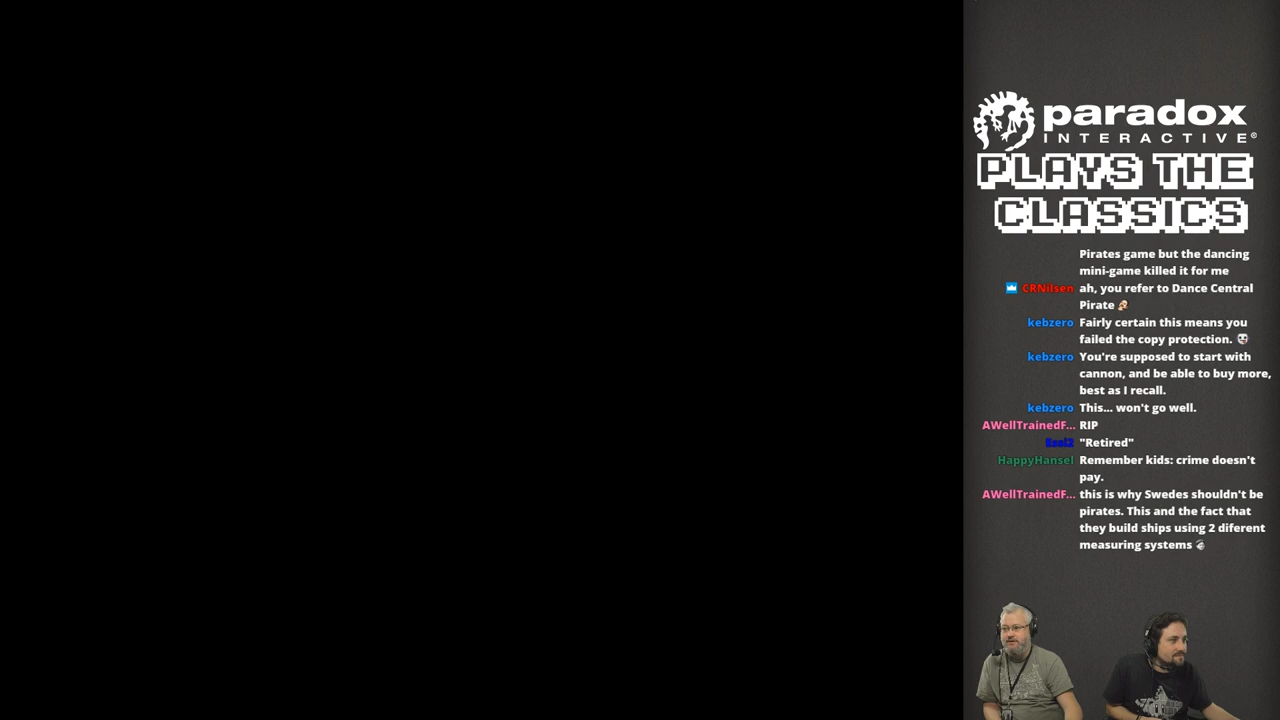 paradox
INTERACTIVE®
PLAYS THE
CLASSICS
Pirates game but the dancing
mini-game killed it for me
CRNilsen ah, you refer to Dance Central
Pirate
kebzero Fairly certain this means you
failed the copy protection.
kebzero You're supposed to start with
cannon, and be able to buy more,
best as I recall.
kebzero This... won't go well.
AWellTrainedF... RIP
"Retired"
HappyHansel Remember kids: crime doesn't
pay.
AWellTrainedF... this is why Swedes shouldn't be
pirates. This and the fact that
they build ships using 2 diferent
measuring systems